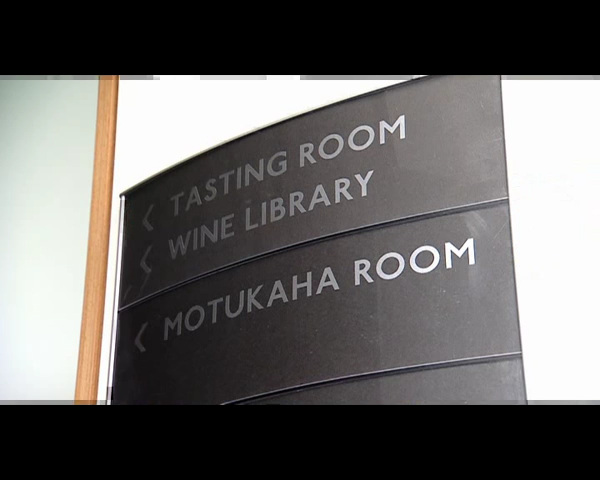 < TASTING ROOM
< WINE LIBRARY
< MOTUKAHA ROOM